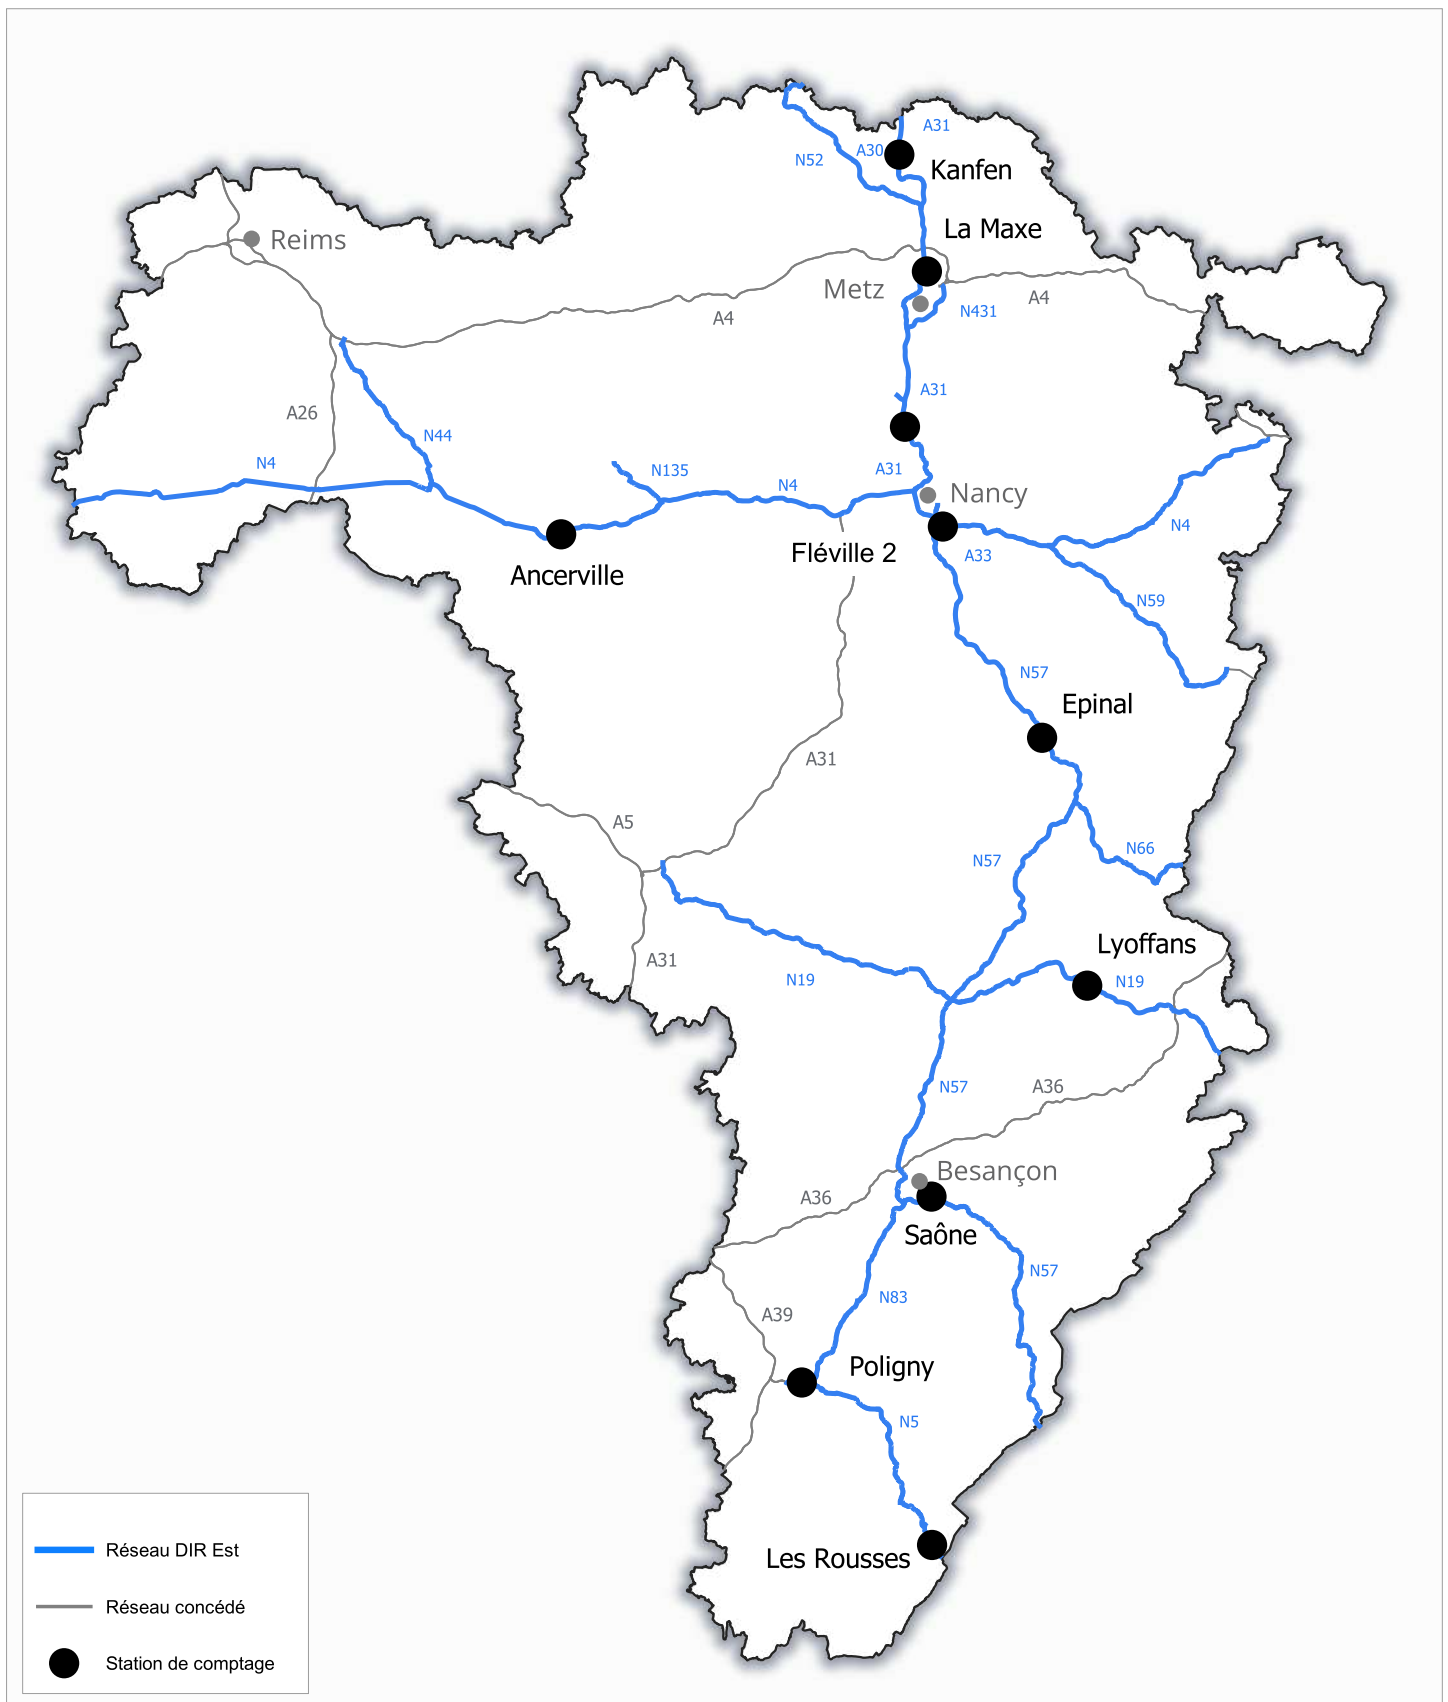 A31
A30
N52
Kanfen
La Maxe
Reims
Metz
A4
N431
A4
A31
A26
N44
N4
N135
A31
N4
Nancy
N4
Fléville 2
A33
Ancerville
N59
N57
Epinal
A31
A5
N57
N66
Lyoffans
A31
N19
N19
N57
A36
Besançon
A36
Saône
N57
N83
A39
Poligny
N5
Les Rousses
Réseau DIR Est
Réseau concédé
Station de comptage